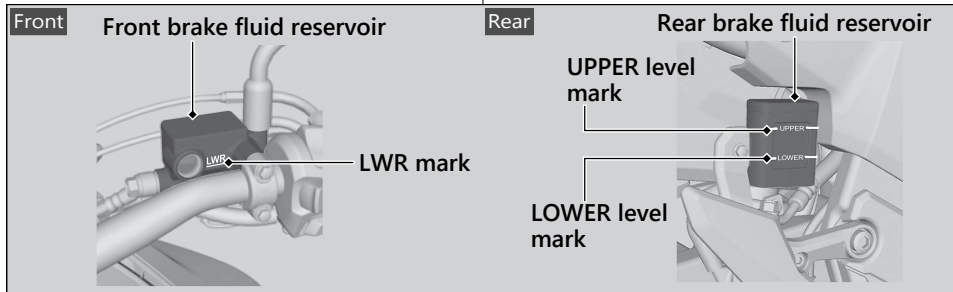 Front
Front brake fluid reservoir
LWR
LWR mark
Rear
Rear brake fluid reservoir
UPPER level
mark
UPPER
LOWER
LOWER level
mark